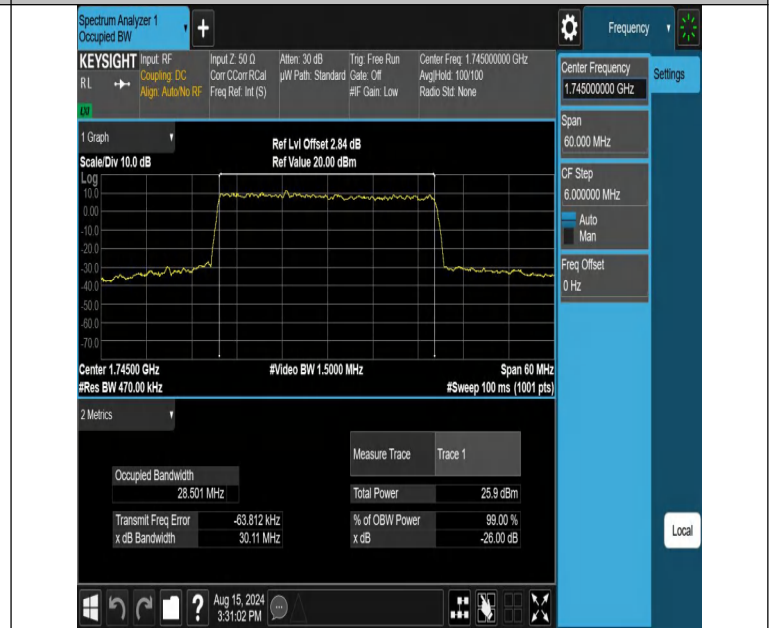 Spectrum Analyzer 1
Occupied BW
+
Frequency
KEYSIGHT
RL
LXI
Input: RF
Coupling: DC
Align: Auto/No RF
Input Z: 50 Ω
Corr CCorr RCal
Freq Ref: Int (S)
Atten: 30 dB
µW Path: Standard
Trig: Free Run
Gate: Off
#IF Gain: Low
Center Freq: 1.745000000 GHz
Avg|Hold: 100/100
Radio Std: None
Center Frequency
1.745000000 GHz
Settings
Span
60.000 MHz
CF Step
6.000000 MHz
Auto
Man
Freq Offset
0 Hz
Local
1 Graph
Scale/Div 10.0 dB
Ref Lvl Offset 2.84 dB
Ref Value 20.00 dBm
Log
10.0
0.00
-10.0
-20.0
-30.0
-40.0
-50.0
-60.0
-70.0
Center 1.74500 GHz
#Video BW 1.5000 MHz
Span 60 MHz
#Res BW 470.00 kHz
#Sweep 100 ms (1001 pts)
2 Metrics
Measure Trace Trace 1
Occupied Bandwidth
28.501 MHz
Total Power 25.9 dBm
Transmit Freq Error -63.812 kHz
% of OBW Power 99.00 %
x dB Bandwidth 30.11 MHz
x dB -26.00 dB
?
Aug 15, 2024
3:31:02 PM